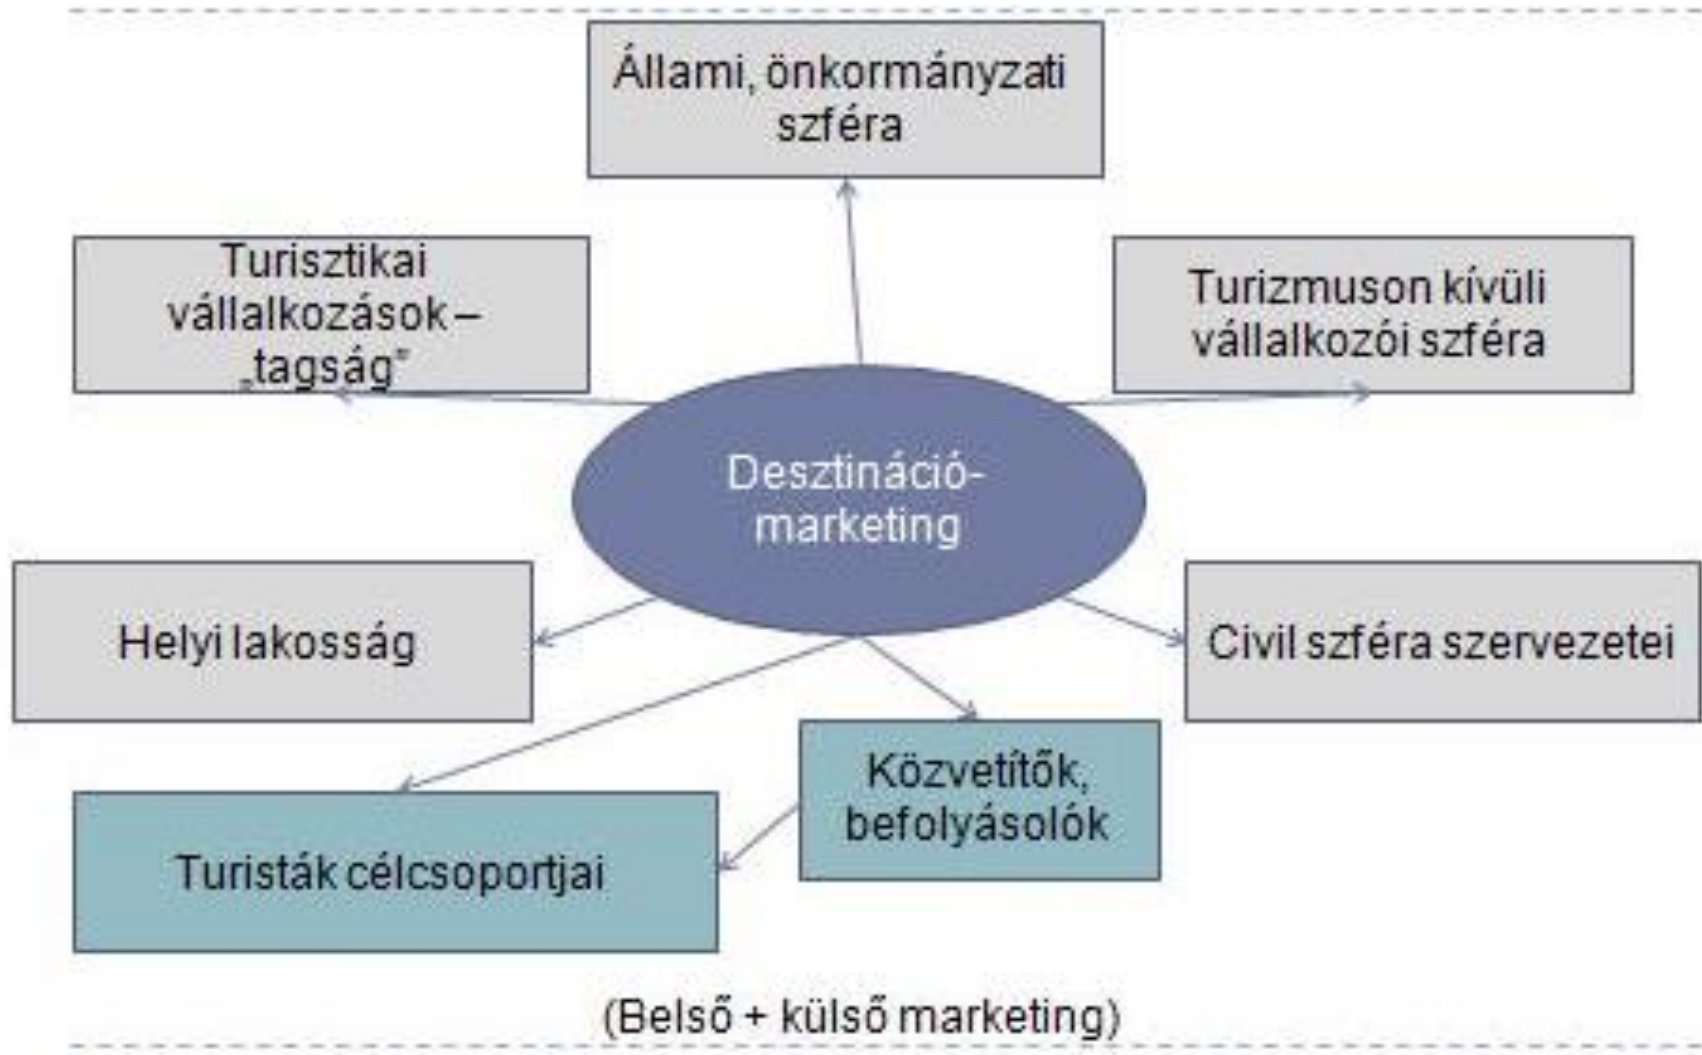 Állami, önkormányzati
szféra
Turisztikai
vállalkozások –
„tagság”
Turizmuson kívüli
vállalkozói szféra
Desztináció-
marketing
Helyi lakosság
Civil szféra szervezetei
Közvetítők,
befolyásolók
Turisták célcsoportjai
(Belső + külső marketing)